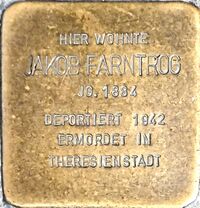 HIER WOHNTE
JAKOB FARNTROG
JG. 1884
DEPORTIERT 1942
ERMORDET IN
THERESIENSTADT